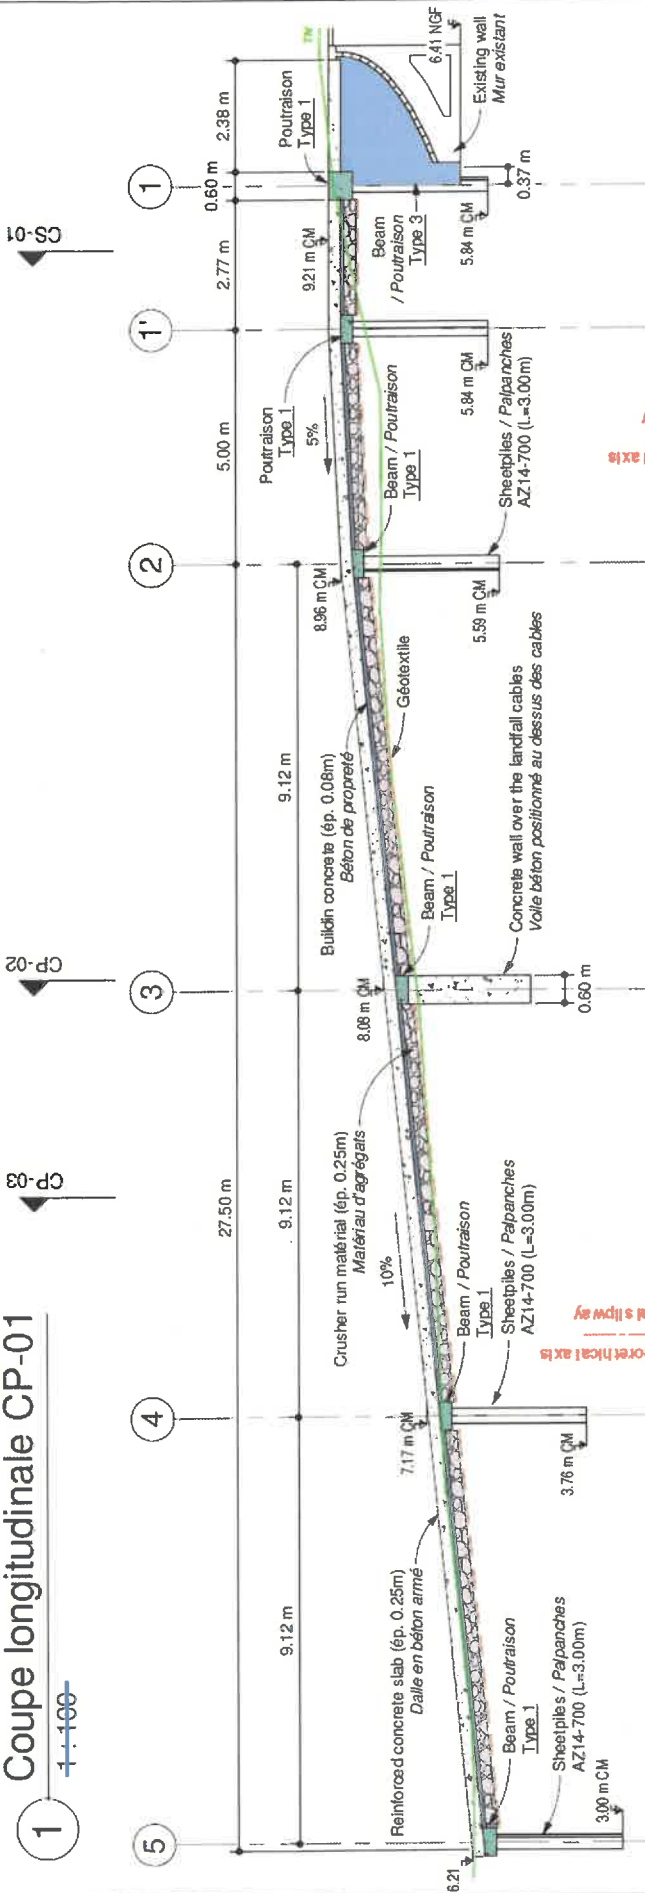 1
Coupe longitudinale CP-01
1 : 100
CP-03
CP-02
CS-01
5
4
3
2
1'
1
27.50 m
5.00 m
2.77 m
0.60 m
2.38 m
9.12 m
9.12 m
9.12 m
TN
Reinforced concrete slab (ép. 0.25m)
Dalle en béton armé
Crusher run matérial (ép. 0.25m)
Matériau d'agrégats
10%
Buildin concrete (ép. 0.08m)
Béton de propreté
Poutraison
Type 1
5%
Poutraison
Type 1
6.21
7.17 m CM
8.08 m CM
8.96 m CM
9.21 m CM
6.41 NGF
Existing wall
Mur existant
0.37 m
Beam
/ Poutraison
Type 3
5.84 m CM
5.84 m CM
Beam / Poutraison
Type 1
Sheetpiles / Palpanches
AZ14-700 (L=3.00m)
5.59 m CM
Géotextile
Beam / Poutraison
Type 1
Concrete wall over the landfall cables
Voile béton positionné au dessus des cables
0.60 m
Beam / Poutraison
Type 1
Sheetpiles / Palpanches
AZ14-700 (L=3.00m)
3.76 m CM
Beam / Poutraison
Type 1
Sheetpiles / Palpanches
AZ14-700 (L=3.00m)
3.00 m CM
slipway
axis
axis